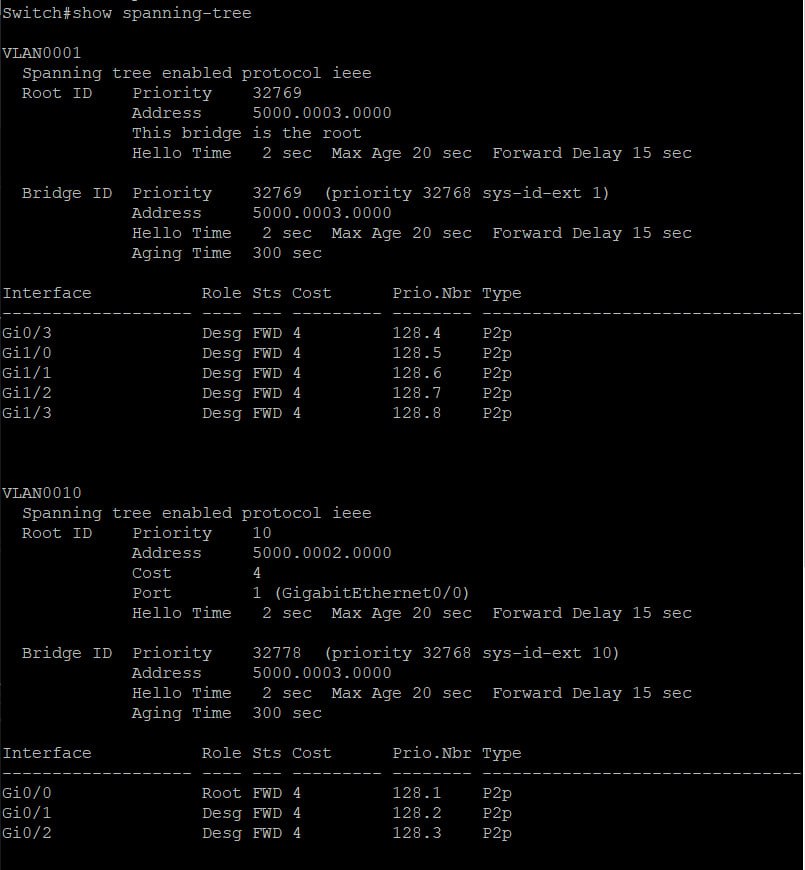 Switch#show spanning-tree
VLAN0001
  Spanning tree enabled protocol ieee
  Root ID    Priority    32769
             Address     5000.0003.0000
             This bridge is the root
             Hello Time   2 sec  Max Age 20 sec  Forward Delay 15 sec
  Bridge ID  Priority    32769  (priority 32768 sys-id-ext 1)
             Address     5000.0003.0000
             Hello Time   2 sec  Max Age 20 sec  Forward Delay 15 sec
             Aging Time  300 sec
Interface           Role Sts Cost      Prio.Nbr Type
------------------- ---- --- --------- -------- --------------------------------
Gi0/3               Desg FWD 4         128.4    P2p
Gi1/0               Desg FWD 4         128.5    P2p
Gi1/1               Desg FWD 4         128.6    P2p
Gi1/2               Desg FWD 4         128.7    P2p
Gi1/3               Desg FWD 4         128.8    P2p
VLAN0010
  Spanning tree enabled protocol ieee
  Root ID    Priority    10
             Address     5000.0002.0000
             Cost        4
             Port        1 (GigabitEthernet0/0)
             Hello Time   2 sec  Max Age 20 sec  Forward Delay 15 sec
  Bridge ID  Priority    32778  (priority 32768 sys-id-ext 10)
             Address     5000.0003.0000
             Hello Time   2 sec  Max Age 20 sec  Forward Delay 15 sec
             Aging Time  300 sec
Interface           Role Sts Cost      Prio.Nbr Type
------------------- ---- --- --------- -------- --------------------------------
Gi0/0               Root FWD 4         128.1    P2p
Gi0/1               Desg FWD 4         128.2    P2p
Gi0/2               Desg FWD 4         128.3    P2p